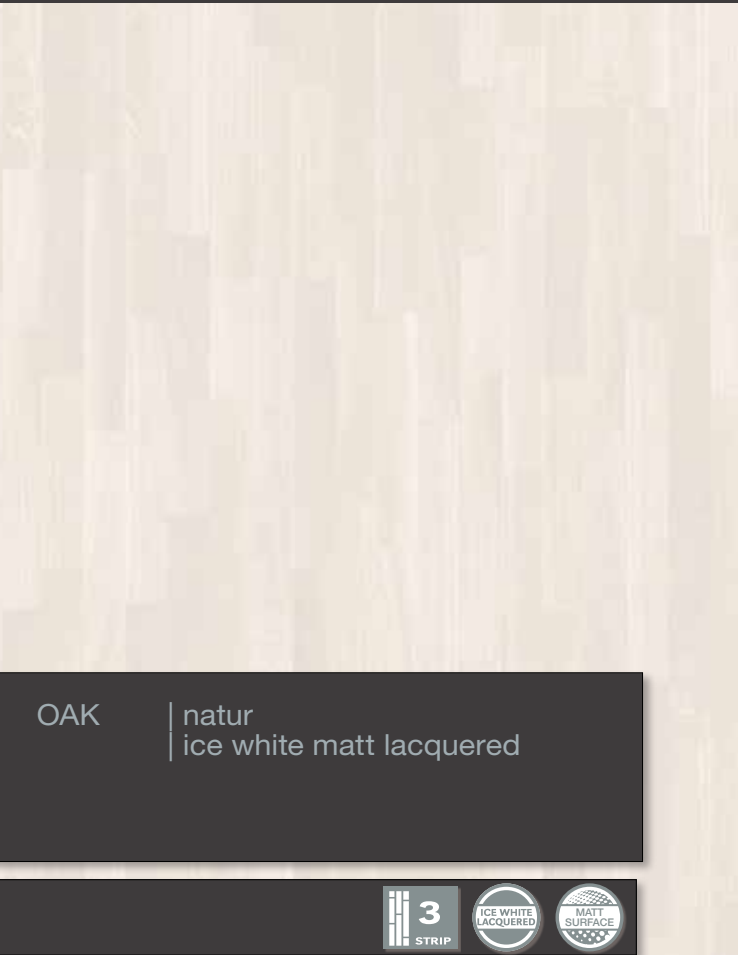 OAK | natur
| ice white matt lacquered
3
STRIP
ICE WHITE
LACQUERED
MATT
SURFACE